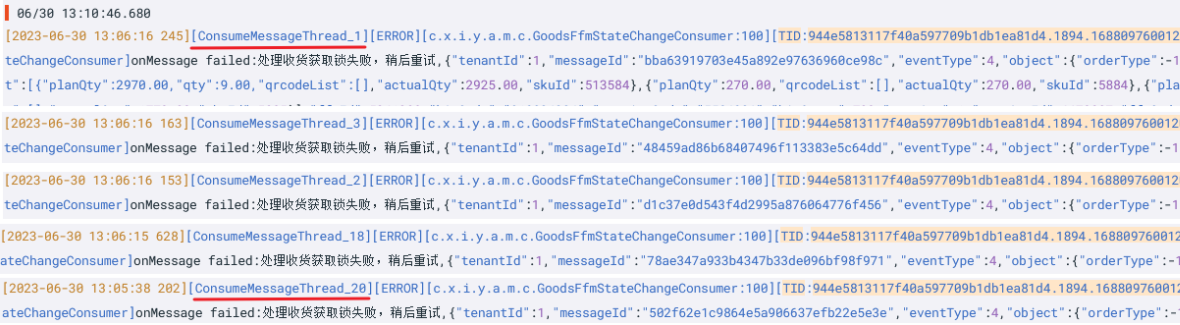 06/30 13:10:46.680
[2023-06-30 13:06:16 245][ConsumeMessageThread_1][ERROR][c.x.i.y.a.m.c.GoodsFfmStateChangeConsumer:100][TID:944e5813117f40a597709b1db1ea81d4.1894.168809760012
teChangeConsumer]onMessage failed:处理收货获取锁失败，稍后重试,{"tenantId":1,"messageId":"bba63919703e45a892e97636960ce98c","eventType":4,"object":{"orderType":-1
t":[{"planQty":2970.00,"qty":9.00,"qrcodeList":[],"actualQty":2925.00,"skuId":513584},{"planQty":270.00,"qrcodeList":[],"actualQty":270.00,"skuId":5884},{"pla
[2023-06-30 13:06:16 163][ConsumeMessageThread_3][ERROR][c.x.i.y.a.m.c.GoodsFfmStateChangeConsumer:100][TID:944e5813117f40a597709b1db1ea81d4.1894.168809760012
teChangeConsumer]onMessage failed:处理收货获取锁失败，稍后重试,{"tenantId":1,"messageId":"48459ad86b68407496f113383e5c64dd","eventType":4,"object":{"orderType":-1
[2023-06-30 13:06:16 153][ConsumeMessageThread_2][ERROR][c.x.i.y.a.m.c.GoodsFfmStateChangeConsumer:100][TID:944e5813117f40a597709b1db1ea81d4.1894.168809760012
teChangeConsumer]onMessage failed:处理收货获取锁失败，稍后重试,{"tenantId":1,"messageId":"d1c37e0d543f4d2995a876064776f456","eventType":4,"object":{"orderType":-1
[2023-06-30 13:06:15 628][ConsumeMessageThread_18][ERROR][c.x.i.y.a.m.c.GoodsFfmStateChangeConsumer:100][TID:944e5813117f40a597709b1db1ea81d4.1894.16880976001
ateChangeConsumer]onMessage failed:处理收货获取锁失败，稍后重试,{"tenantId":1,"messageId":"78ae347a933b4347b33de096bf98f971","eventType":4,"object":{"orderType":-
[2023-06-30 13:05:38 202][ConsumeMessageThread_20][ERROR][c.x.i.y.a.m.c.GoodsFfmStateChangeConsumer:100][TID:944e5813117f40a597709b1db1ea81d4.1894.16880976001
ateChangeConsumer]onMessage failed:处理收货获取锁失败，稍后重试,{"tenantId":1,"messageId":"502f62e1c9864e5a906637efb22e5e3e","eventType":4,"object":{"orderType":-